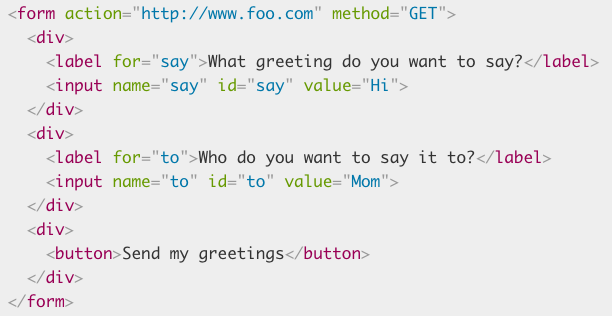 <form action="http://www.foo.com" method="GET">
  <div>
    <label for="say">What greeting do you want to say?</label>
    <input name="say" id="say" value="Hi">
  </div>
  <div>
    <label for="to">Who do you want to say it to?</label>
    <input name="to" id="to" value="Mom">
  </div>
  <div>
    <button>Send my greetings</button>
  </div>
</form>